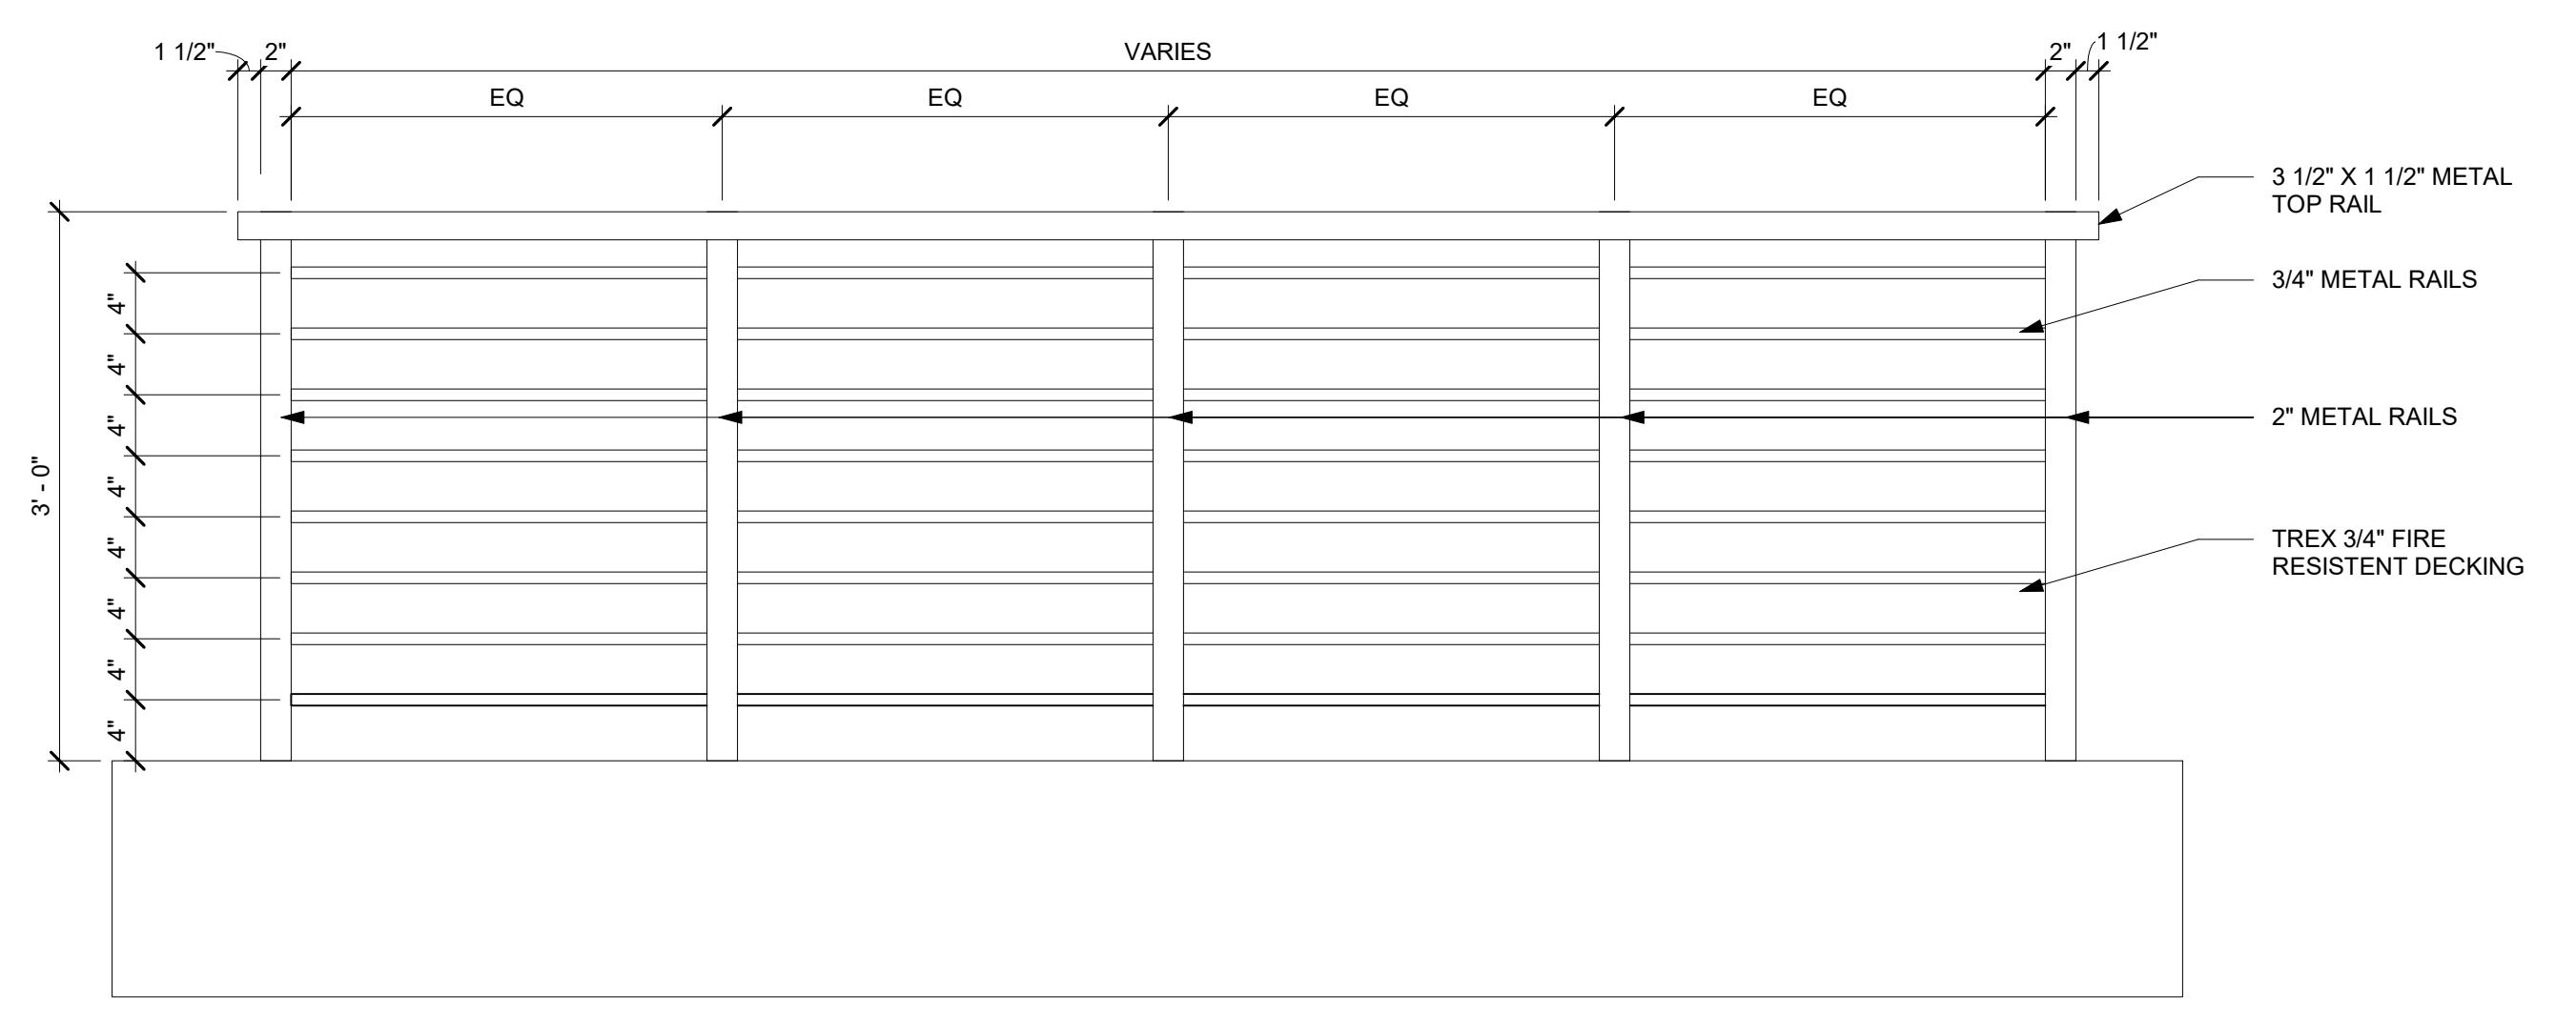 1 1/2"
2"
VARIES
2"
1 1/2"
EQ
EQ
EQ
EQ
3 1/2" X 1 1/2" METAL
TOP RAIL
3/4" METAL RAILS
2" METAL RAILS
TREX 3/4" FIRE
RESISTENT DECKING
3' - 0"
4"
4"
4"
4"
4"
4"
4"
4"